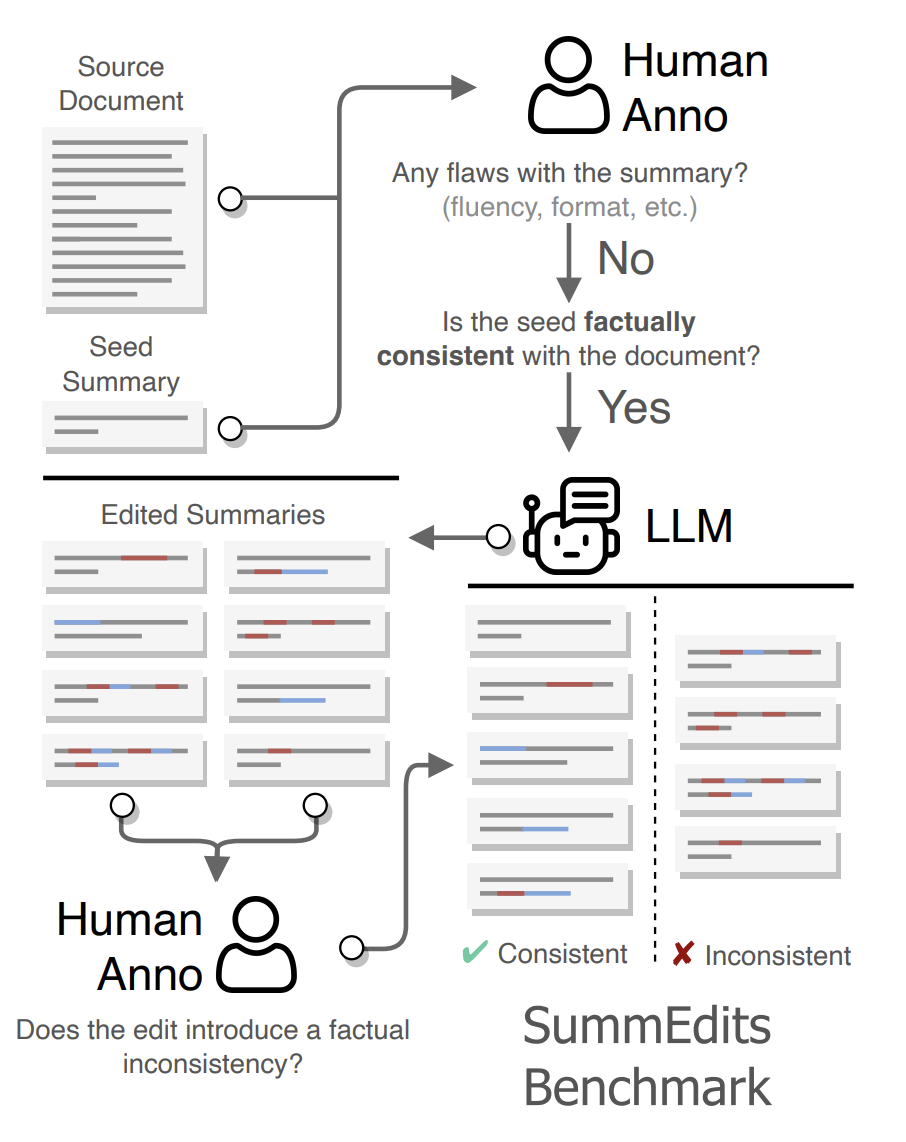 Source
Document
Human
Anno
Any flaws with the summary?
(fluency, format, etc.)
No
Is the seed factually
consistent with the document?
Yes
Seed
Summary
LLM
Edited Summaries
Human
Anno
Does the edit introduce a factual
inconsistency?
✔ Consistent
✘ Inconsistent
SummEdits
Benchmark